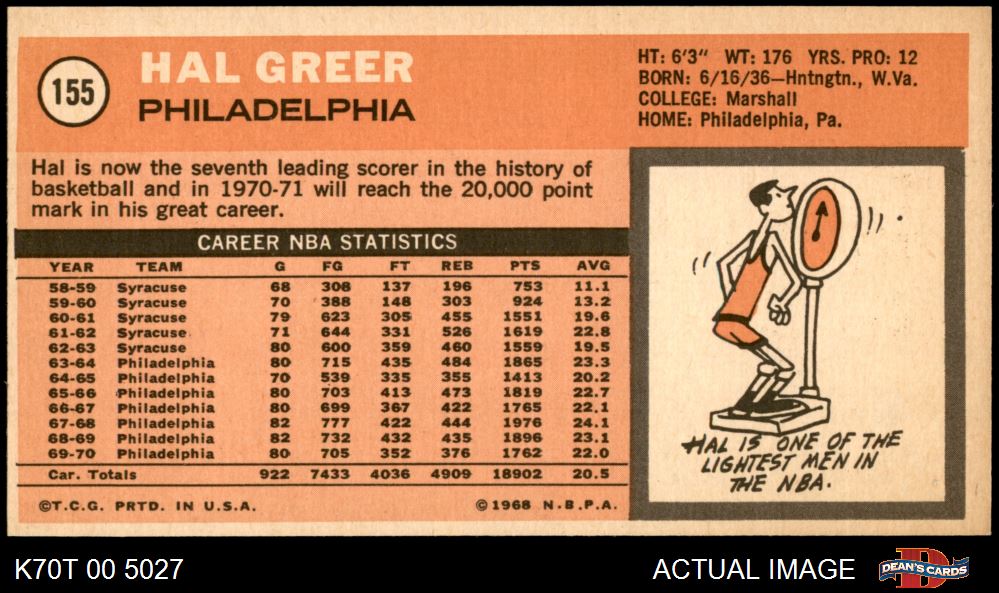 155
HAL GREER
PHILADELPHIA
HT: 6'3" WT: 176 YRS. PRO: 12
BORN: 6/16/36—Hntngtn., W.Va.
COLLEGE: Marshall
HOME: Philadelphia, Pa.
Hal is now the seventh leading scorer in the history of
basketball and in 1970-71 will reach the 20,000 point
mark in his great career.
CAREER NBA STATISTICS
YEAR TEAM G FG FT REB PTS AVG
58-59 Syracuse 68 308 137 196 753 11.1
59-60 Syracuse 70 388 148 303 924 13.2
60-61 Syracuse 79 623 305 455 1551 19.6
61-62 Syracuse 71 644 331 526 1619 22.8
62-63 Syracuse 80 600 359 460 1559 19.5
63-64 Philadelphia 80 715 435 484 1865 23.3
64-65 Philadelphia 70 539 335 355 1413 20.2
65-66 Philadelphia 80 703 413 473 1819 22.7
66-67 Philadelphia 80 699 367 422 1765 22.1
67-68 Philadelphia 82 777 422 444 1976 24.1
68-69 Philadelphia 82 732 432 435 1896 23.1
69-70 Philadelphia 80 705 352 376 1762 22.0
Car. Totals 922 7433 4036 4909 18902 20.5
©T.C.G. PRTD. IN U.S.A. ©1968 N.B.P.A.
HAL IS ONE OF THE
LIGHTEST MEN IN
THE NBA.
K70T 00 5027
ACTUAL IMAGE
D
DEAN'S CARDS